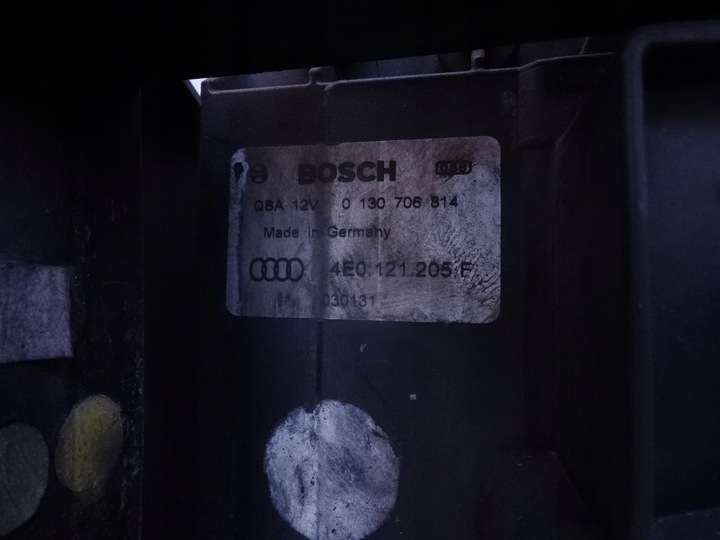 BOSCH
QBA 12V 0 130 706 814
Made in Germany
4E0.121.205.F
030131